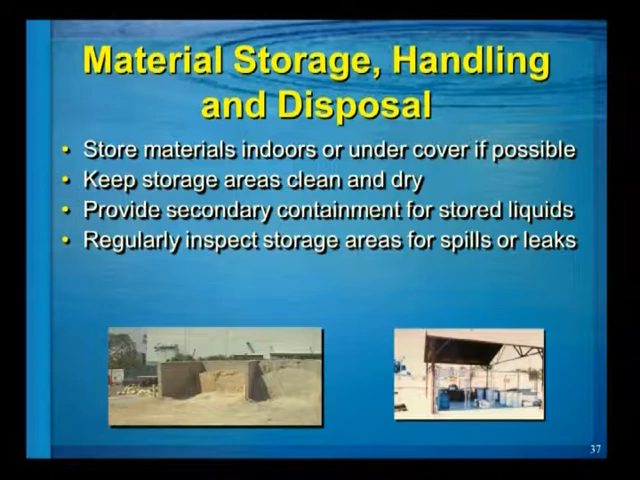 Material Storage, Handling
and Disposal
• Store materials indoors or under cover if possible
• Keep storage areas clean and dry
• Provide secondary containment for stored liquids
• Regularly inspect storage areas for spills or leaks
37